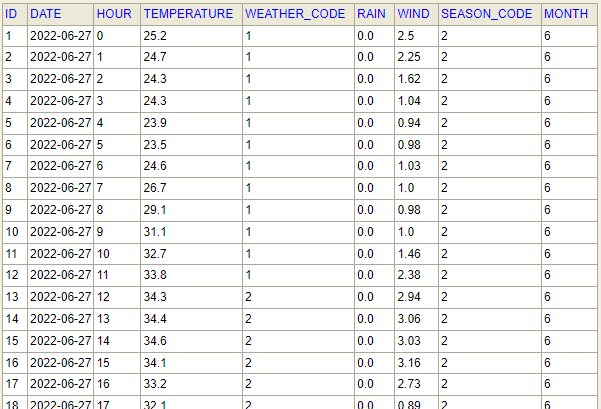 ID DATE HOUR TEMPERATURE WEATHER_CODE RAIN WIND SEASON_CODE MONTH
1 2022-06-27 0 25.2 1 0.0 2.5 2 6
2 2022-06-27 1 24.7 1 0.0 2.25 2 6
3 2022-06-27 2 24.3 1 0.0 1.62 2 6
4 2022-06-27 3 24.3 1 0.0 1.04 2 6
5 2022-06-27 4 23.9 1 0.0 0.94 2 6
6 2022-06-27 5 23.5 1 0.0 0.98 2 6
7 2022-06-27 6 24.6 1 0.0 1.03 2 6
8 2022-06-27 7 26.7 1 0.0 1.0 2 6
9 2022-06-27 8 29.1 1 0.0 0.98 2 6
10 2022-06-27 9 31.1 1 0.0 1.0 2 6
11 2022-06-27 10 32.7 1 0.0 1.46 2 6
12 2022-06-27 11 33.8 1 0.0 2.38 2 6
13 2022-06-27 12 34.3 2 0.0 2.94 2 6
14 2022-06-27 13 34.4 2 0.0 3.06 2 6
15 2022-06-27 14 34.6 2 0.0 3.03 2 6
16 2022-06-27 15 34.1 2 0.0 3.16 2 6
17 2022-06-27 16 33.2 2 0.0 2.73 2 6
18 2022-06-27 17 32.1 2 0.0 0.89 2 6